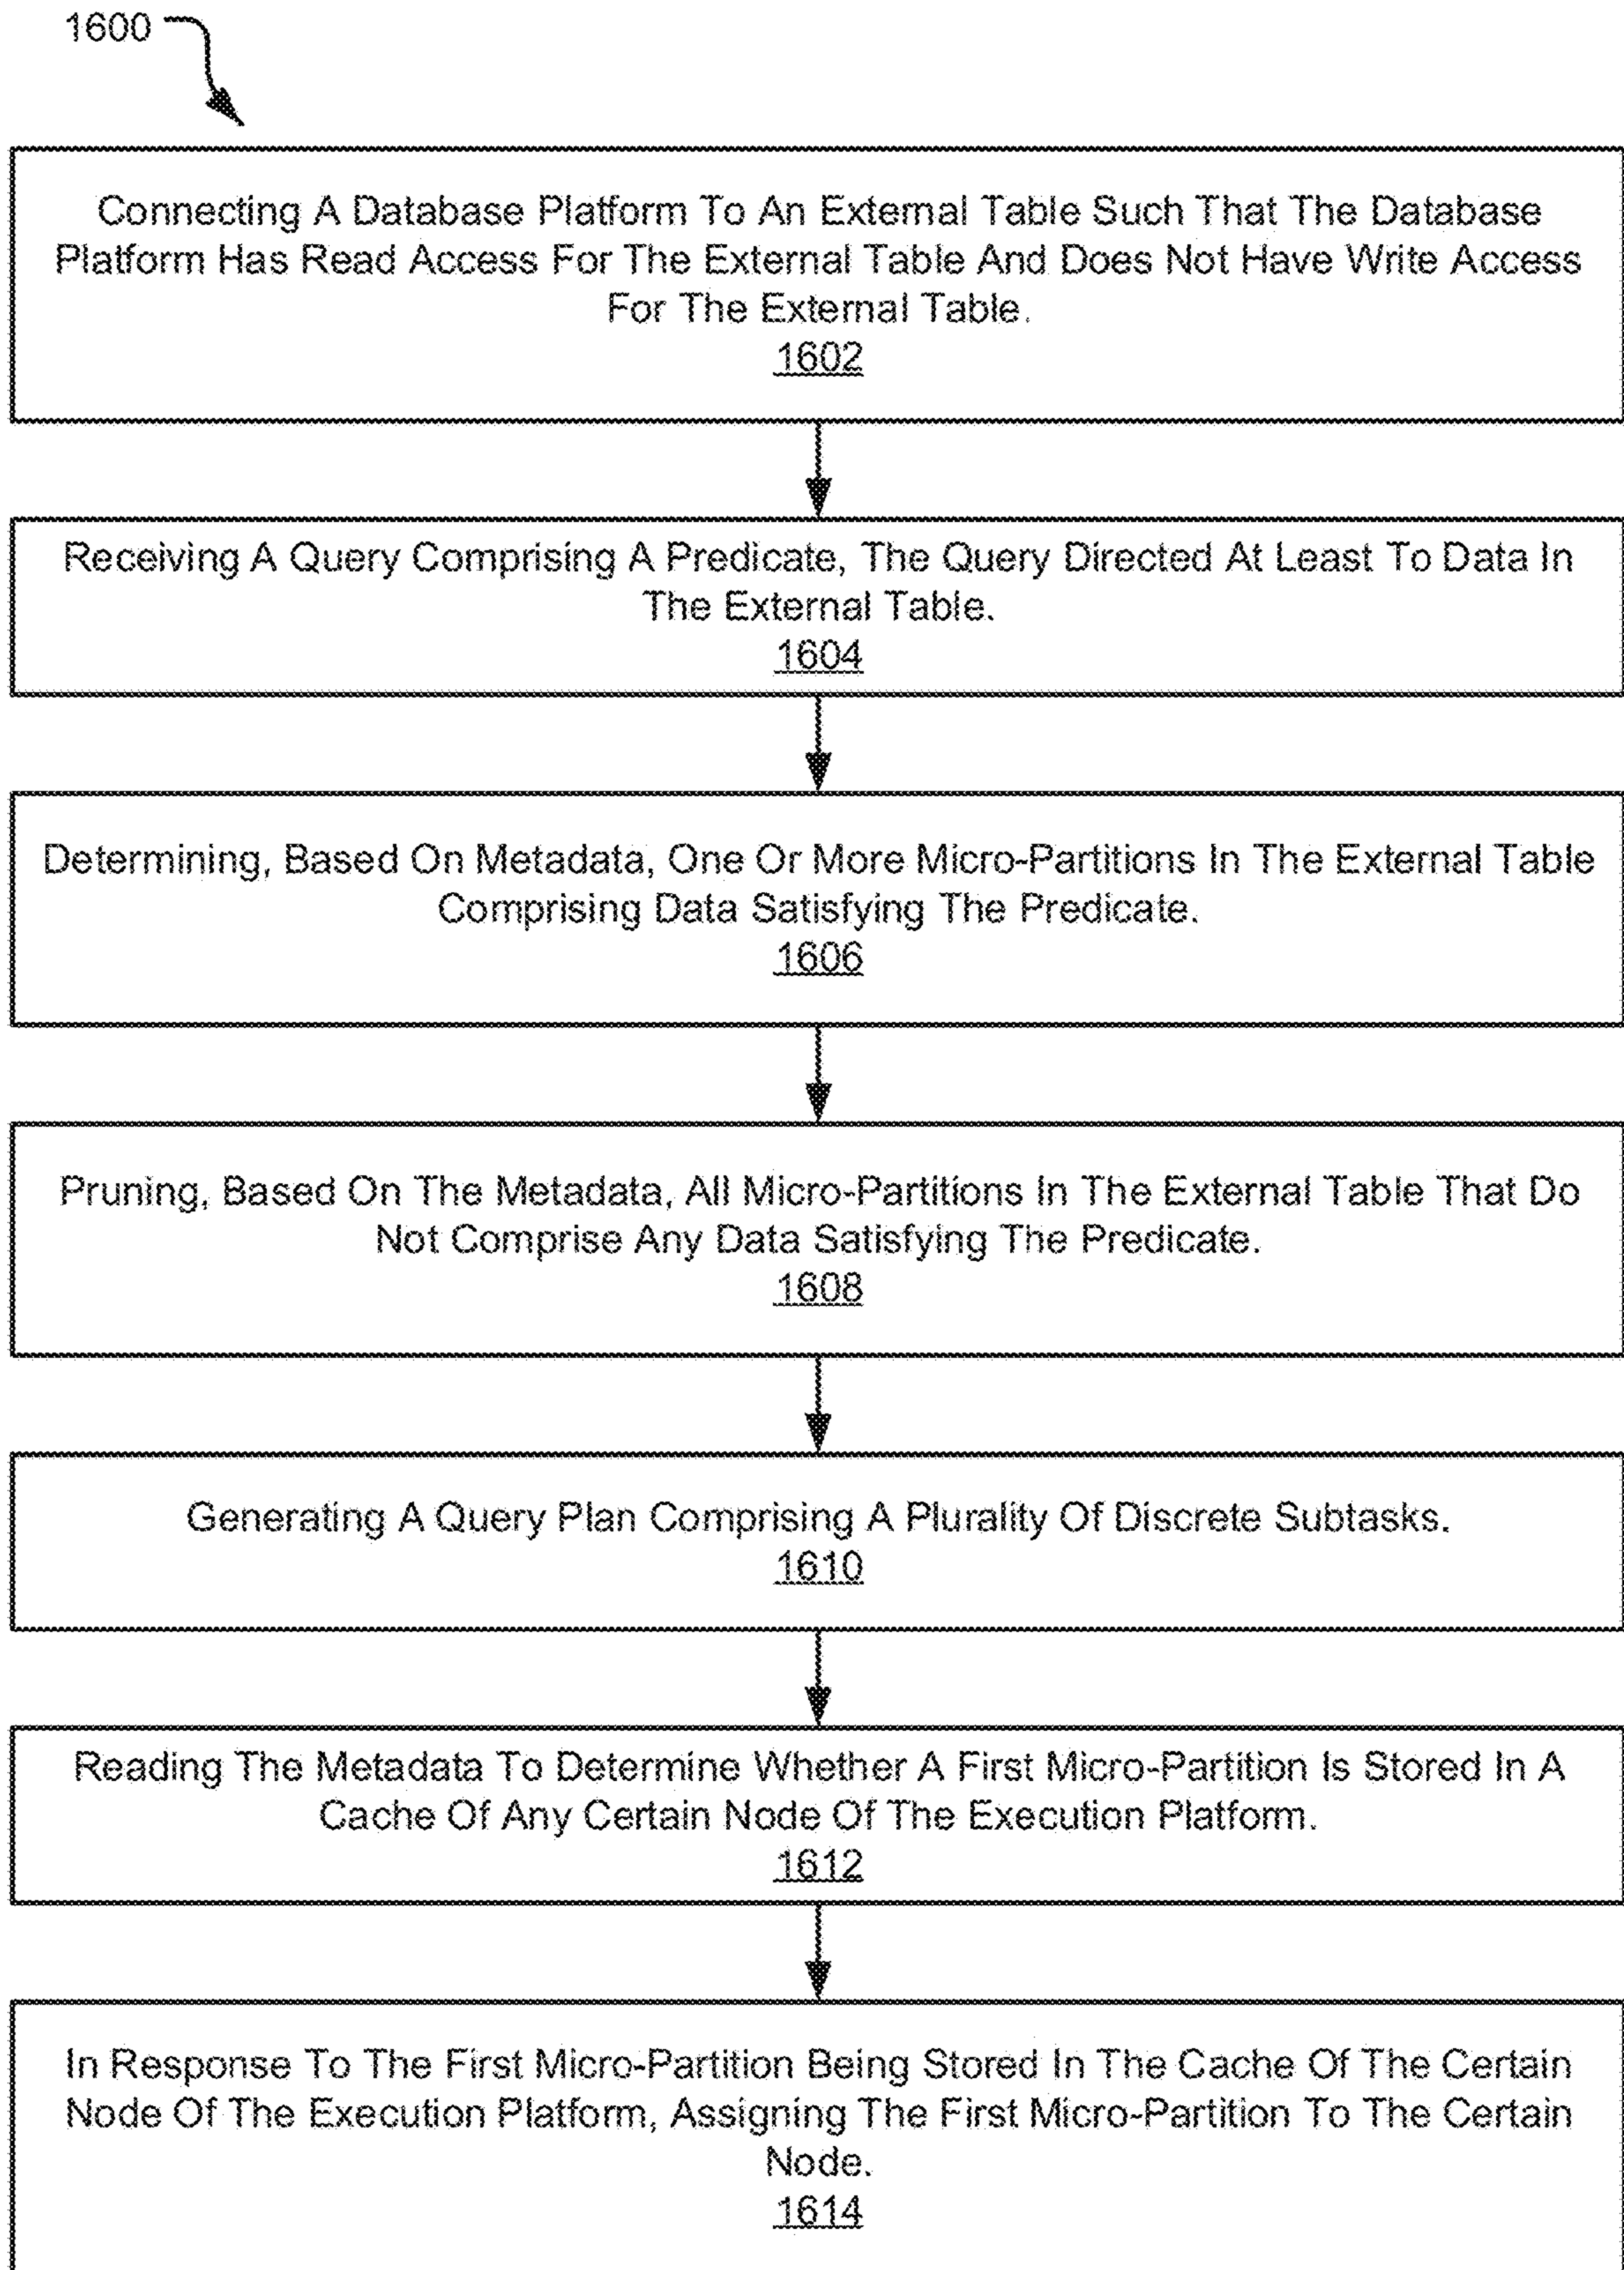 1600
Connecting A Database Platform To An External Table Such That The Database
Platform Has Read Access For The External Table And Does Not Have Write Access
For The External Table.
1602
Receiving A Query Comprising A Predicate, The Query Directed At Least To Data In
The External Table.
1604
Determining, Based On Metadata, One Or More Micro-Partitions In The External Table
Comprising Data Satisfying The Predicate.
1606
Pruning, Based On The Metadata, All Micro-Partitions In The External Table That Do
Not Comprise Any Data Satisfying The Predicate.
1608
Generating A Query Plan Comprising A Plurality Of Discrete Subtasks.
1610
Reading The Metadata To Determine Whether A First Micro-Partition Is Stored In A
Cache Of Any Certain Node Of The Execution Platform.
1612
In Response To The First Micro-Partition Being Stored In The Cache Of The Certain
Node Of The Execution Platform, Assigning The First Micro-Partition To The Certain
Node.
1614